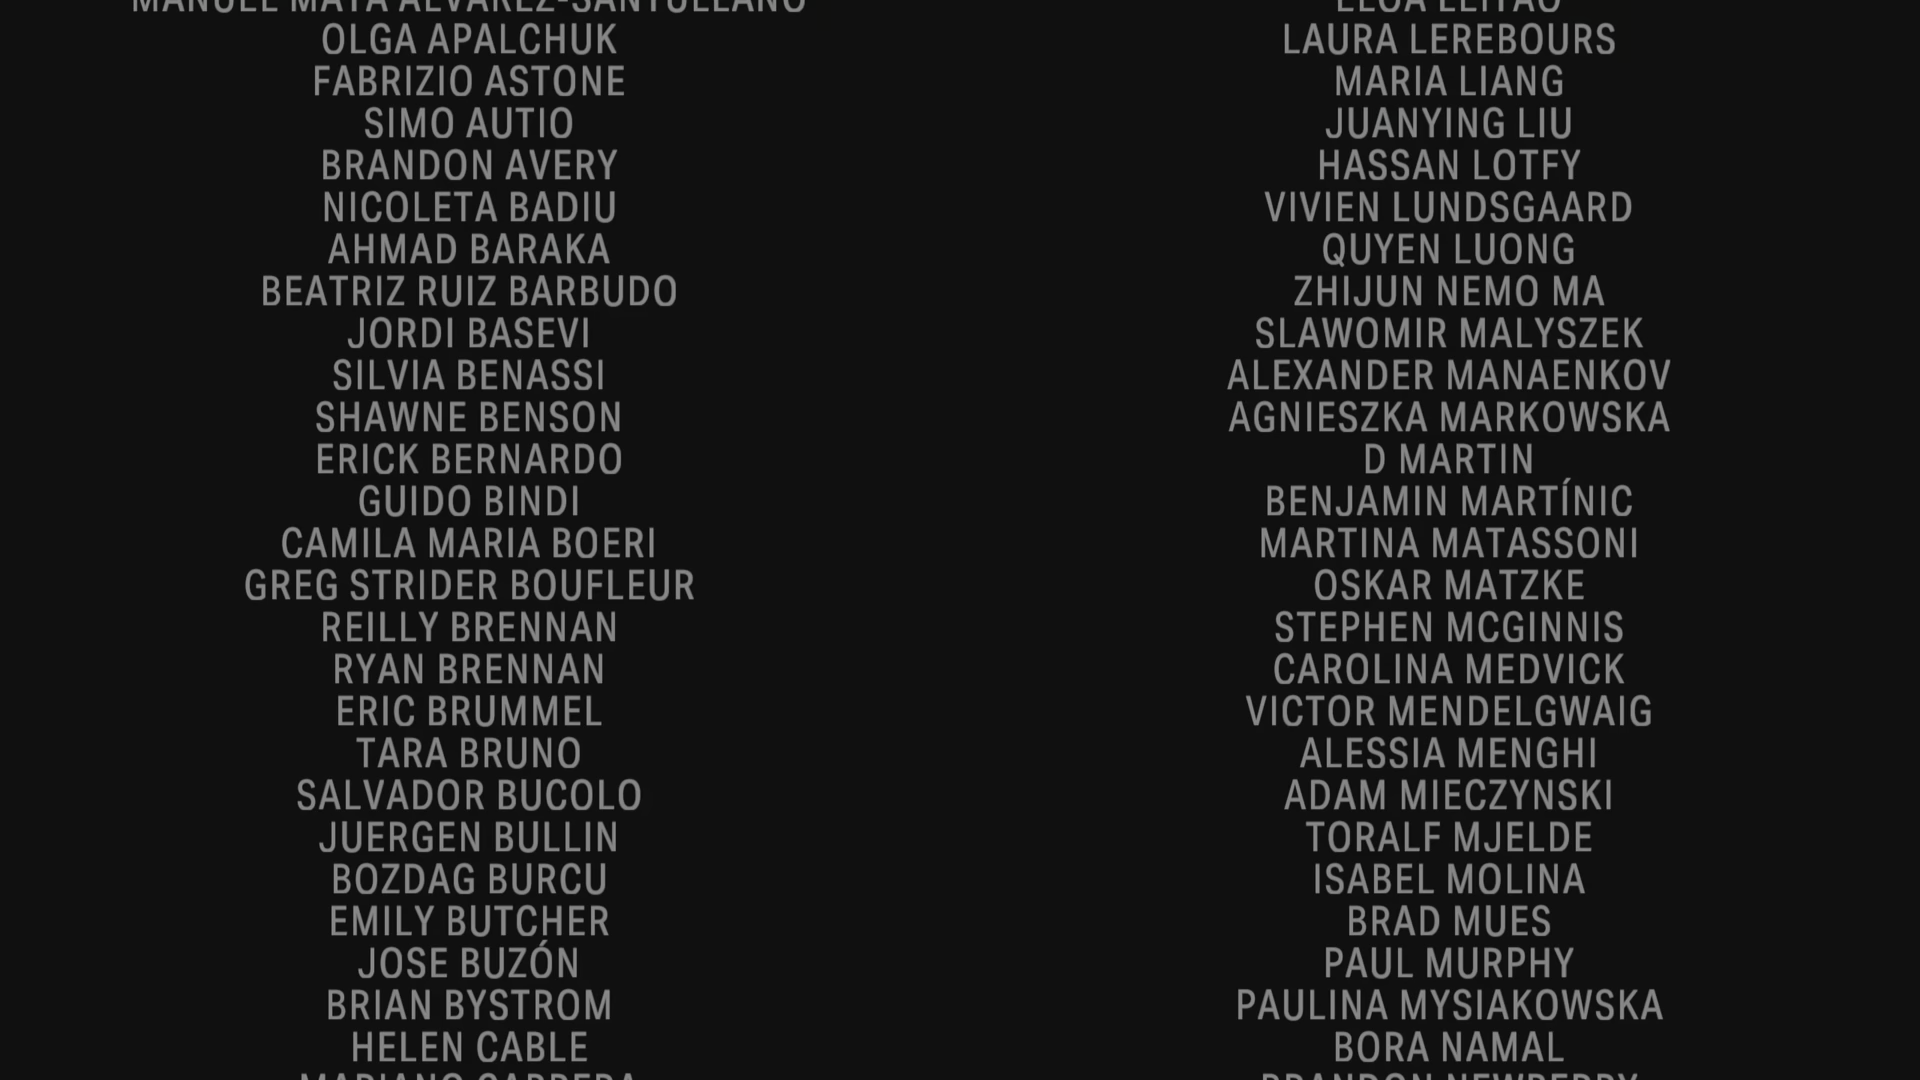 OLGA APALCHUK
FABRIZIO ASTONE
SIMO AUTIO
BRANDON AVERY
NICOLETA BADIU
AHMAD BARAKA
BEATRIZ RUIZ BARBUDO
JORDI BASEVI
SILVIA BENASSI
SHAWNE BENSON
ERICK BERNARDO
GUIDO BINDI
CAMILA MARIA BOERI
GREG STRIDER BOUFLEUR
REILLY BRENNAN
RYAN BRENNAN
ERIC BRUMMEL
TARA BRUNO
SALVADOR BUCOLO
JUERGEN BULLIN
BOZDAG BURCU
EMILY BUTCHER
JOSE BUZÓN
BRIAN BYSTROM
HELEN CABLE
LAURA LEREBOURS
MARIA LIANG
JUANYING LIU
HASSAN LOTFY
VIVIEN LUNDSGAARD
QUYEN LUONG
ZHIJUN NEMO MA
SLAWOMIR MALYSZEK
ALEXANDER MANAENKOV
AGNIESZKA MARKOWSKA
D MARTIN
BENJAMIN MARTÍNIC
MARTINA MATASSONI
OSKAR MATZKE
STEPHEN MCGINNIS
CAROLINA MEDVICK
VICTOR MENDELGWAIG
ALESSIA MENGHI
ADAM MIECZYNSKI
TORALF MJELDE
ISABEL MOLINA
BRAD MUES
PAUL MURPHY
PAULINA MYSIAKOWSKA
BORA NAMAL